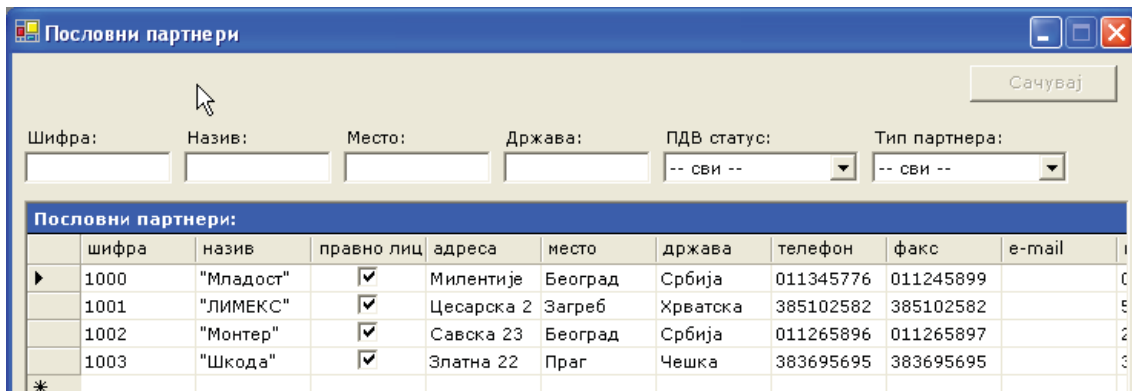 Пословни партнери
Сачувај
Шифра: Назив: Место: Држава: ПДВ статус: Тип партнера:
-- сви -- -- сви --
Пословни партнери:
шифра назив правно лиц адреса место држава телефон факс e-mail
1000 "Младост" Милентије Београд Србија 011345776 011245899
1001 "ЛИМЕКС" Цесарска 2 Загреб Хрватска 385102582 385102582
1002 "Монтер" Савска 23 Београд Србија 011265896 011265897
1003 "Шкода" Златна 22 Праг Чешка 383695695 383695695